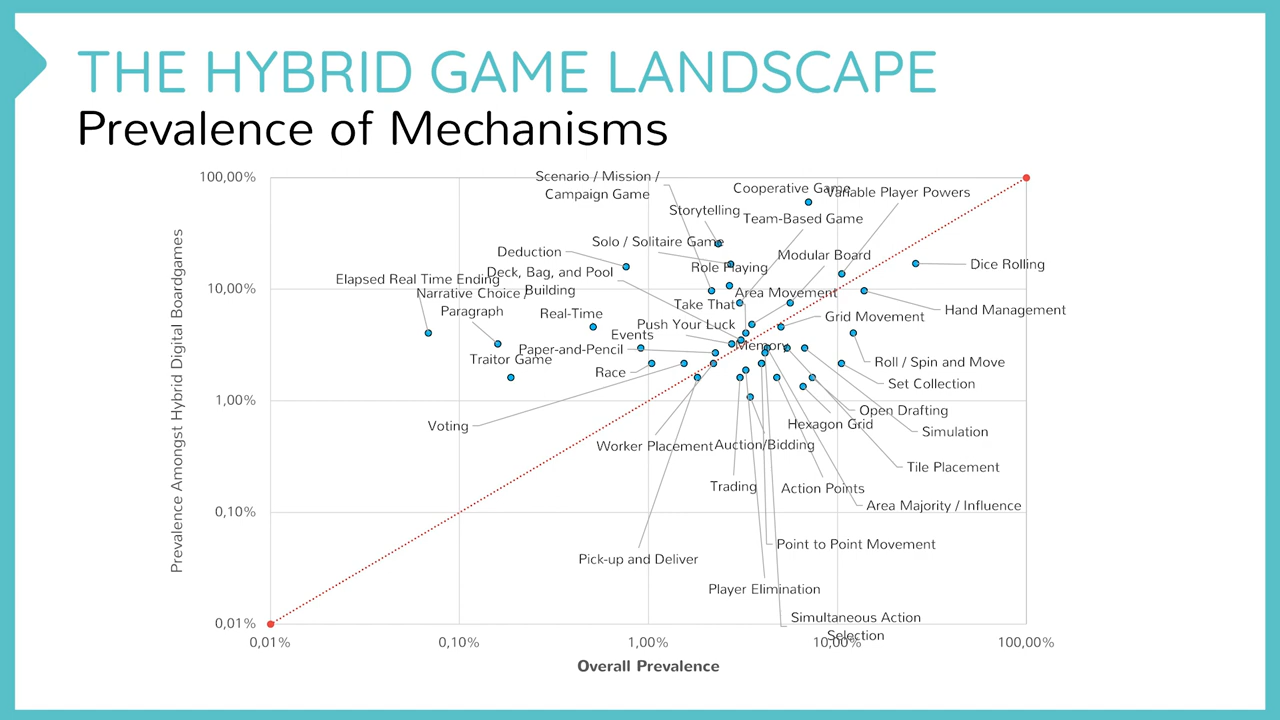 THE HYBRID GAME LANDSCAPE
Prevalence of Mechanisms
Prevalence Amongst Hybrid Digital Boardgames
100,00%
10,00%
1,00%
0,10%
0,01%
Scenario / Mission /
Campaign Game
Cooperative Game
Variable Player Powers
Storytelling
Team-Based Game
Solo / Solitaire Game
Deduction
Modular Board
Role Playing
Dice Rolling
Elapsed Real Time Ending
Deck, Bag, and Pool
Building
Narrative Choice /
Paragraph
Area Movement
Take That
Hand Management
Real-Time
Grid Movement
Push Your Luck
Events
Memory
Paper-and-Pencil
Traitor Game
Roll / Spin and Move
Race
Set Collection
Open Drafting
Voting
Hexagon Grid
Simulation
Worker Placement
Auction/Bidding
Tile Placement
Trading
Action Points
Area Majority / Influence
Point to Point Movement
Pick-up and Deliver
Player Elimination
Simultaneous Action
Selection
0,01%
0,10%
1,00%
10,00%
100,00%
Overall Prevalence